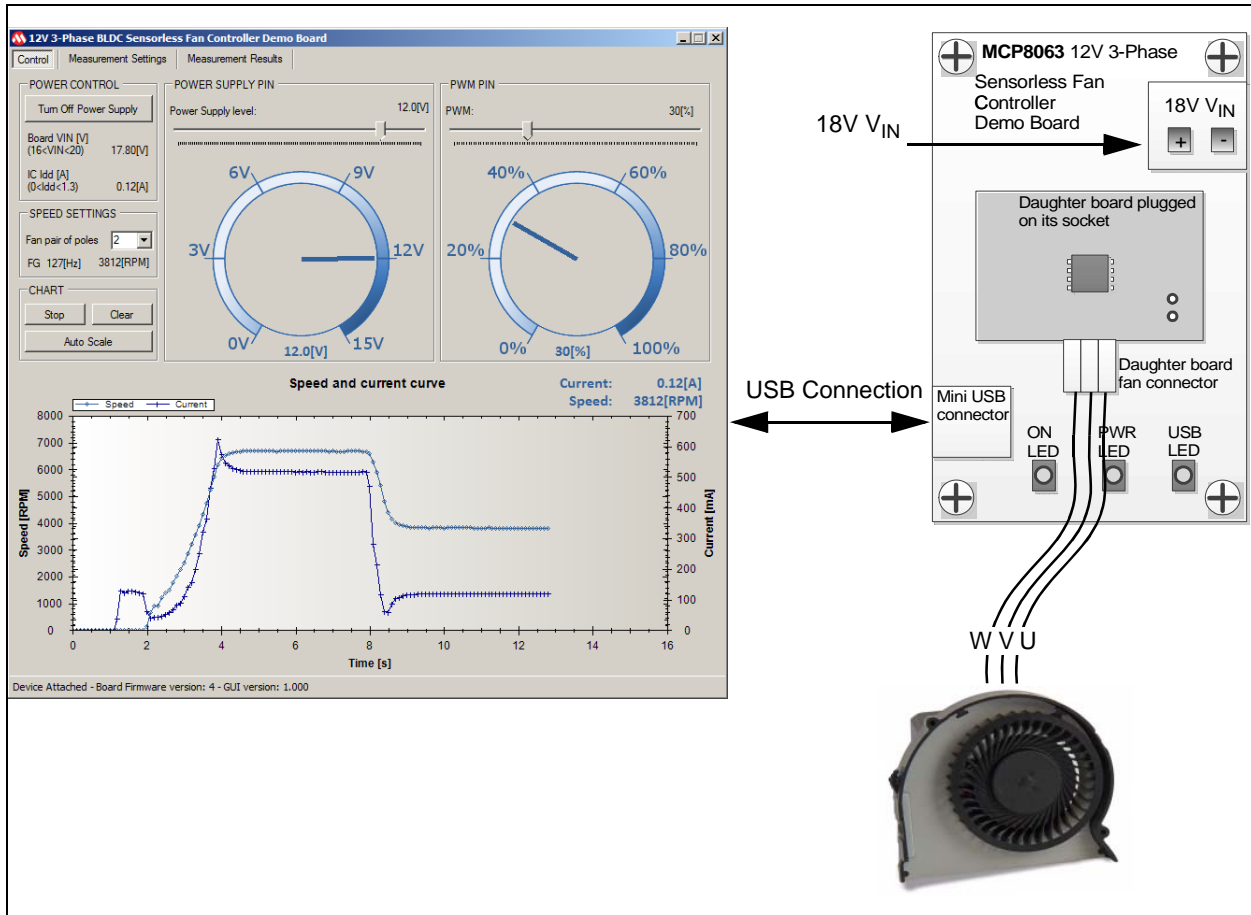 12V 3-Phase BLDC Sensorless Fan Controller Demo Board
Control Measurement Settings Measurement Results
POWER CONTROL
Turn Off Power Supply
Board VIN [V]
(16<VIN<20) 17.80[V]
IC Idd [A]
(0<Idd<1.3) 0.12[A]
SPEED SETTINGS
Fan pair of poles 2
FG 127[Hz] 3812[RPM]
CHART
Stop Clear
Auto Scale
POWER SUPPLY PIN
Power Supply level: 12.0[V]
6V 9V
3V 12V
0V 15V
12.0[V]
PWM PIN
PWM: 30[%]
40% 60%
20% 80%
0% 100%
30[%]
Speed and current curve
Current: 0.12[A]
Speed: 3812[RPM]
Speed Current
8000
7000
6000
5000
4000
3000
2000
1000
0
Speed [RPM]
700
600
500
400
300
200
100
0
Current [mA]
0 2 4 6 8 10 12 14 16
Time [s]
Device Attached - Board Firmware version: 4 - GUI version: 1.000
18V VIN
USB Connection
MCP8063 12V 3-Phase
Sensorless Fan
Controller
Demo Board
18V VIN
+ -
Daughter board plugged
on its socket
Daughter board
fan connector
Mini USB
connector
ON
LED
PWR
LED
USB
LED
W V U